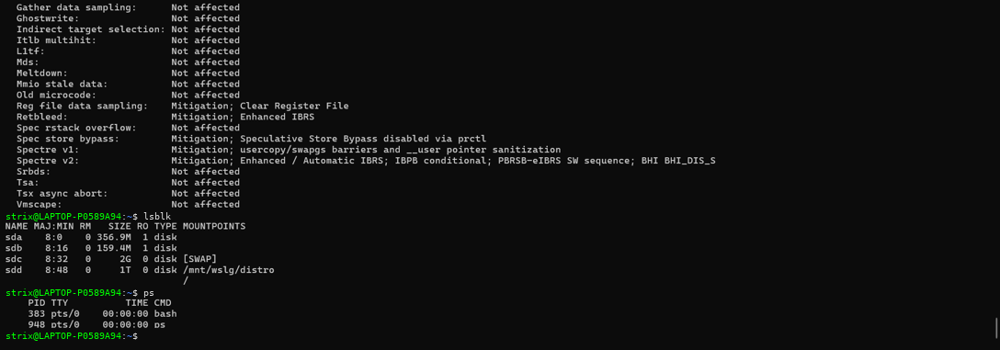 Gather data sampling:     Not affected
  Ghostwrite:               Not affected
  Indirect target selection: Not affected
  Itlb multihit:            Not affected
  L1tf:                     Not affected
  Mds:                      Not affected
  Meltdown:                 Not affected
  Mmio stale data:          Not affected
  Old microcode:            Not affected
  Reg file data sampling:   Mitigation; Clear Register File
  Retbleed:                 Mitigation; Enhanced IBRS
  Spec rstack overflow:     Not affected
  Spec store bypass:        Mitigation; Speculative Store Bypass disabled via prctl
  Spectre v1:               Mitigation; usercopy/swapgs barriers and __user pointer sanitization
  Spectre v2:               Mitigation; Enhanced / Automatic IBRS; IBPB conditional; PBRSB-eIBRS SW sequence; BHI BHI_DIS_S
  Srbds:                    Not affected
  Tsa:                      Not affected
  Tsx async abort:          Not affected
  Vmscape:                  Not affected
strix@LAPTOP-P0589A94:~$ lsblk
NAME MAJ:MIN RM   SIZE RO TYPE MOUNTPOINTS
sda    8:0    0 356.9M  1 disk
sdb    8:16   0 159.4M  1 disk
sdc    8:32   0     2G  0 disk [SWAP]
sdd    8:48   0     1T  0 disk /mnt/wslg/distro
                               /
strix@LAPTOP-P0589A94:~$ ps
    PID TTY          TIME CMD
    383 pts/0    00:00:00 bash
    948 pts/0    00:00:00 ps
strix@LAPTOP-P0589A94:~$